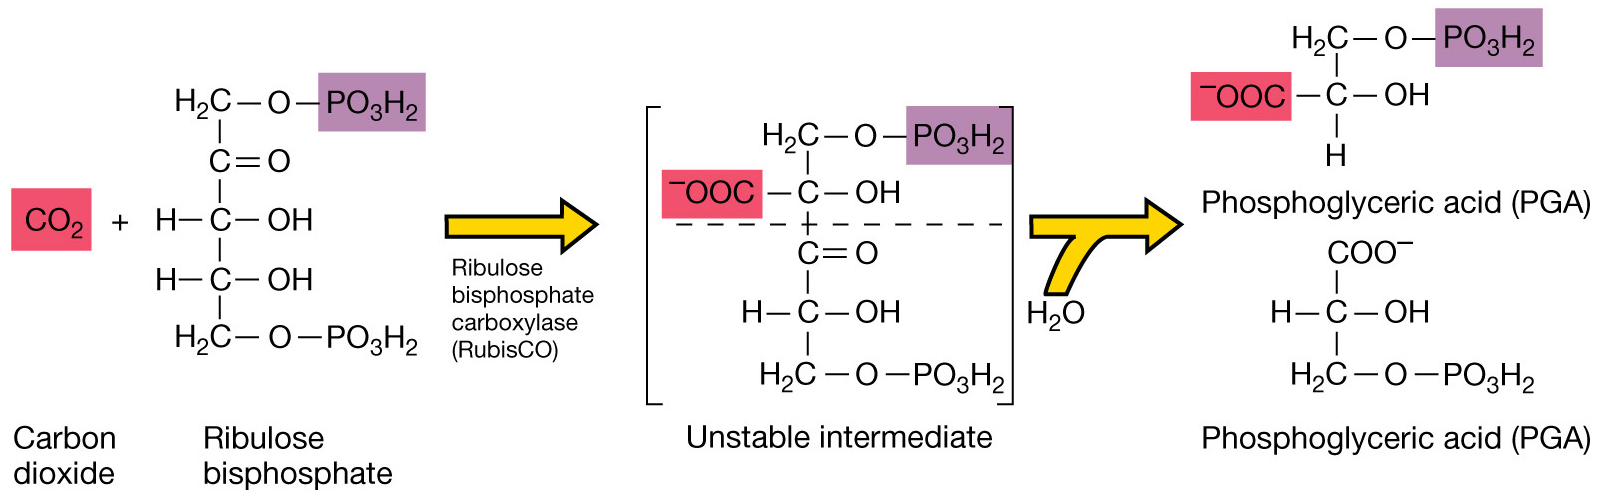 CO₂ +
H₂C—O—PO₃H₂
C=O
H—C—OH
H—C—OH
H₂C—O—PO₃H₂
Carbon
dioxide
Ribulose
bisphosphate
Ribulose
bisphosphate
carboxylase
(RubisCO)
H₂C—O—PO₃H₂
⁻OOC—C—OH
C=O
H—C—OH
H₂C—O—PO₃H₂
Unstable intermediate
H₂O
H₂C—O—PO₃H₂
⁻OOC—C—OH
H
Phosphoglyceric acid (PGA)
COO⁻
H—C—OH
H₂C—O—PO₃H₂
Phosphoglyceric acid (PGA)